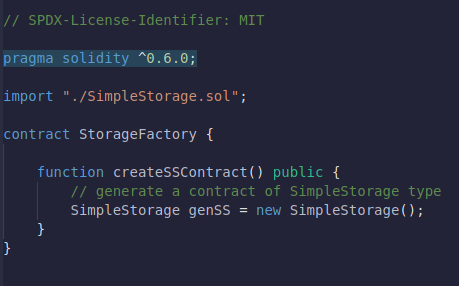 // SPDX-License-Identifier: MIT
pragma solidity ^0.6.0;
import "./SimpleStorage.sol";
contract StorageFactory {
function createSSContract() public {
// generate a contract of SimpleStorage type
SimpleStorage genSS = new SimpleStorage();
}
}